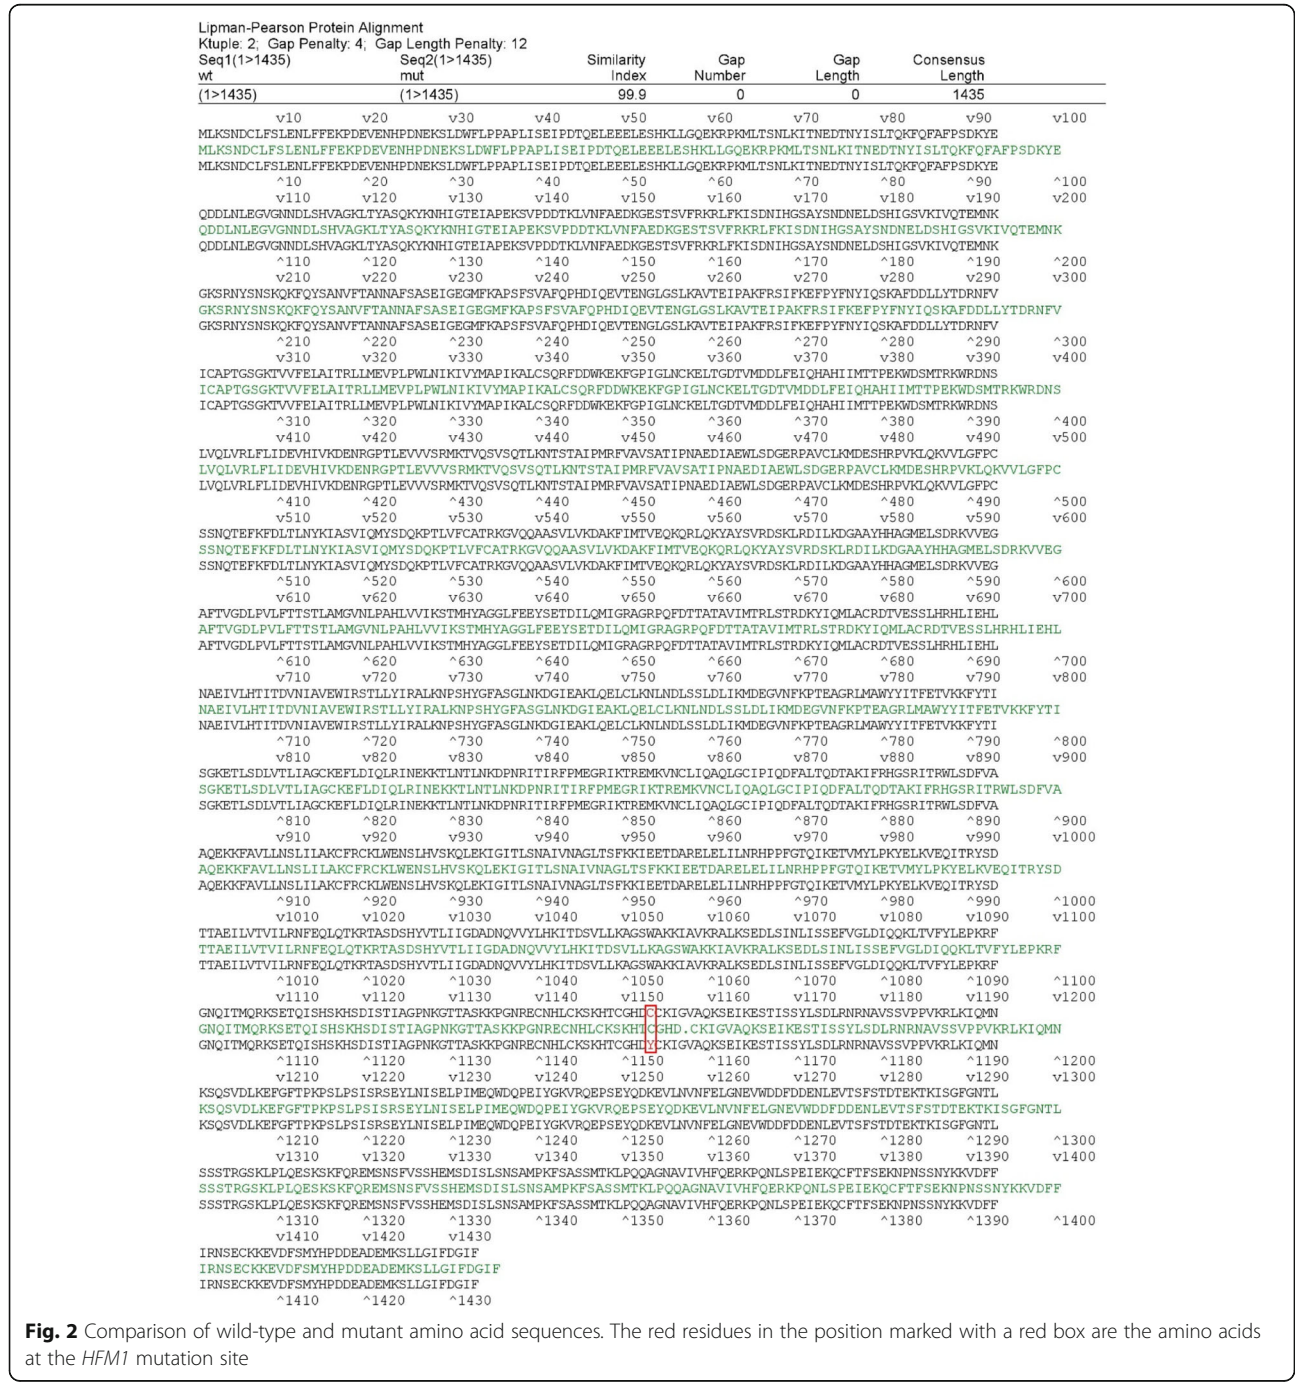 Lipman-Pearson Protein Alignment
Ktuple: 2; Gap Penalty: 4; Gap Length Penalty: 12
Seq1(1>1435) Seq2(1>1435) Similarity Gap Gap Consensus
wt mut Index Number Length Length
(1>1435) (1>1435) 99.9 0 0 1435
v10 v20 v30 v40 v50 v60 v70 v80 v90 v100
MLKSNDCLFSLENLFFEKPDEVENHPDNEKSLDWFLPPAPLISEIPDTQELEEELESHKLLGQEKRPKMLTSNLKITNEDTNYISLTQKFQFAFPSDKYE
MLKSNDCLFSLENLFFEKPDEVENHPDNEKSLDWFLPPAPLISEIPDTQELEEELESHKLLGQEKRPKMLTSNLKITNEDTNYISLTQKFQFAFPSDKYE
MLKSNDCLFSLENLFFEKPDEVENHPDNEKSLDWFLPPAPLISEIPDTQELEEELESHKLLGQEKRPKMLTSNLKITNEDTNYISLTQKFQFAFPSDKYE
^10 ^20 ^30 ^40 ^50 ^60 ^70 ^80 ^90 ^100
v110 v120 v130 v140 v150 v160 v170 v180 v190 v200
QDDLNLEGVGNNDLSHVAGKLTYASQKYKNHIGTEIAPEKSVPDDTKLVNFAEDKGESTSVFRKRLFKISDNIHGSAYSNDNELDSHIGSVKIVQTEMNK
QDDLNLEGVGNNDLSHVAGKLTYASQKYKNHIGTEIAPEKSVPDDTKLVNFAEDKGESTSVFRKRLFKISDNIHGSAYSNDNELDSHIGSVKIVQTEMNK
QDDLNLEGVGNNDLSHVAGKLTYASQKYKNHIGTEIAPEKSVPDDTKLVNFAEDKGESTSVFRKRLFKISDNIHGSAYSNDNELDSHIGSVKIVQTEMNK
^110 ^120 ^130 ^140 ^150 ^160 ^170 ^180 ^190 ^200
v210 v220 v230 v240 v250 v260 v270 v280 v290 v300
GKSRNYSNSKQKFQYSANVFTANNAFSASEIGEGMFKAPSFSVAFQPHDIQEVTENGLGSLKAVTEIPAKFRSIFKEFPYFNYIQSKAFDDLLYTDRNFV
GKSRNYSNSKQKFQYSANVFTANNAFSASEIGEGMFKAPSFSVAFQPHDIQEVTENGLGSLKAVTEIPAKFRSIFKEFPYFNYIQSKAFDDLLYTDRNFV
GKSRNYSNSKQKFQYSANVFTANNAFSASEIGEGMFKAPSFSVAFQPHDIQEVTENGLGSLKAVTEIPAKFRSIFKEFPYFNYIQSKAFDDLLYTDRNFV
^210 ^220 ^230 ^240 ^250 ^260 ^270 ^280 ^290 ^300
v310 v320 v330 v340 v350 v360 v370 v380 v390 v400
ICAPTGSGKTVVFELAITRLLMEVPLPWLNIKIVYMAPIKALCSQRFDDWKEKFGPIGLNCKELTGDTVMDDLFEIQHAHIIMTTPEKWDSMTRKWRDNS
ICAPTGSGKTVVFELAITRLLMEVPLPWLNIKIVYMAPIKALCSQRFDDWKEKFGPIGLNCKELTGDTVMDDLFEIQHAHIIMTTPEKWDSMTRKWRDNS
ICAPTGSGKTVVFELAITRLLMEVPLPWLNIKIVYMAPIKALCSQRFDDWKEKFGPIGLNCKELTGDTVMDDLFEIQHAHIIMTTPEKWDSMTRKWRDNS
^310 ^320 ^330 ^340 ^350 ^360 ^370 ^380 ^390 ^400
v410 v420 v430 v440 v450 v460 v470 v480 v490 v500
LVQLVRLFLIDEVHIVKDENRGPTLEVVVSRMKTVQSVSQTLKNTSTAIPMRFVAVSATIPNAEDIAEWLSDGERPAVCLKMDESHRPVKLQKVVLGFPC
LVQLVRLFLIDEVHIVKDENRGPTLEVVVSRMKTVQSVSQTLKNTSTAIPMRFVAVSATIPNAEDIAEWLSDGERPAVCLKMDESHRPVKLQKVVLGFPC
LVQLVRLFLIDEVHIVKDENRGPTLEVVVSRMKTVQSVSQTLKNTSTAIPMRFVAVSATIPNAEDIAEWLSDGERPAVCLKMDESHRPVKLQKVVLGFPC
^410 ^420 ^430 ^440 ^450 ^460 ^470 ^480 ^490 ^500
v510 v520 v530 v540 v550 v560 v570 v580 v590 v600
SSNQTEFKFDLTLNYKIASVIQMYSDQKPTLVFCATRKGVQQAASVLVKDAKFIMTVEQKQRLQKYAYSVRDSKLRDILKDGAAYHHAGMELSDRKVVEG
SSNQTEFKFDLTLNYKIASVIQMYSDQKPTLVFCATRKGVQQAASVLVKDAKFIMTVEQKQRLQKYAYSVRDSKLRDILKDGAAYHHAGMELSDRKVVEG
SSNQTEFKFDLTLNYKIASVIQMYSDQKPTLVFCATRKGVQQAASVLVKDAKFIMTVEQKQRLQKYAYSVRDSKLRDILKDGAAYHHAGMELSDRKVVEG
^510 ^520 ^530 ^540 ^550 ^560 ^570 ^580 ^590 ^600
v610 v620 v630 v640 v650 v660 v670 v680 v690 v700
AFTVGDLPVLFTTSTLAMGVNLPAHLVVIKSTMHYAGGLFEEYSETDILQMIGRAGRPQFDTTATAVIMTRLSTRDKYIQMLACRDTVESSLHRHLIEHL
AFTVGDLPVLFTTSTLAMGVNLPAHLVVIKSTMHYAGGLFEEYSETDILQMIGRAGRPQFDTTATAVIMTRLSTRDKYIQMLACRDTVESSLHRHLIEHL
AFTVGDLPVLFTTSTLAMGVNLPAHLVVIKSTMHYAGGLFEEYSETDILQMIGRAGRPQFDTTATAVIMTRLSTRDKYIQMLACRDTVESSLHRHLIEHL
^610 ^620 ^630 ^640 ^650 ^660 ^670 ^680 ^690 ^700
v710 v720 v730 v740 v750 v760 v770 v780 v790 v800
NAEIVLHTITDVNIAVEWIRSTLLYIRALKNPSHYGFASGLNKDGIEAKLQELCLKNLNDLSSLDLIKMDEGVNFKPTEAGRLMAWYYITFETVKKFYTI
NAEIVLHTITDVNIAVEWIRSTLLYIRALKNPSHYGFASGLNKDGIEAKLQELCLKNLNDLSSLDLIKMDEGVNFKPTEAGRLMAWYYITFETVKKFYTI
NAEIVLHTITDVNIAVEWIRSTLLYIRALKNPSHYGFASGLNKDGIEAKLQELCLKNLNDLSSLDLIKMDEGVNFKPTEAGRLMAWYYITFETVKKFYTI
^710 ^720 ^730 ^740 ^750 ^760 ^770 ^780 ^790 ^800
v810 v820 v830 v840 v850 v860 v870 v880 v890 v900
SGKETLSDLVTLIAGCKEFLDIQLRINEKKTLNTLNKDPNRITIRFPMEGRIKTREMKVNCLIQAQLGCIPIQDFALTQDTAKIFRHGSRITRWLSDFVA
SGKETLSDLVTLIAGCKEFLDIQLRINEKKTLNTLNKDPNRITIRFPMEGRIKTREMKVNCLIQAQLGCIPIQDFALTQDTAKIFRHGSRITRWLSDFVA
SGKETLSDLVTLIAGCKEFLDIQLRINEKKTLNTLNKDPNRITIRFPMEGRIKTREMKVNCLIQAQLGCIPIQDFALTQDTAKIFRHGSRITRWLSDFVA
^810 ^820 ^830 ^840 ^850 ^860 ^870 ^880 ^890 ^900
v910 v920 v930 v940 v950 v960 v970 v980 v990 v1000
AQEKKFAVLLNSLILAKCFRCKLWENSLHVSKQLEKIGITLSNAIVNAGLTSFKKIEETDARELELILNRHPPFGTQIKETVMYLPKYELKVEQITRYSD
AQEKKFAVLLNSLILAKCFRCKLWENSLHVSKQLEKIGITLSNAIVNAGLTSFKKIEETDARELELILNRHPPFGTQIKETVMYLPKYELKVEQITRYSD
AQEKKFAVLLNSLILAKCFRCKLWENSLHVSKQLEKIGITLSNAIVNAGLTSFKKIEETDARELELILNRHPPFGTQIKETVMYLPKYELKVEQITRYSD
^910 ^920 ^930 ^940 ^950 ^960 ^970 ^980 ^990 ^1000
v1010 v1020 v1030 v1040 v1050 v1060 v1070 v1080 v1090 v1100
TTAEILVTVILRNFEQLQTKRTASDSHYVTLIIGDADNQVVYLHKITDSVLLKAGSWAKKIAVKRALKSEDLSINLISSEFVGLDIQQKLTVFYLEPKRF
TTAEILVTVILRNFEQLQTKRTASDSHYVTLIIGDADNQVVYLHKITDSVLLKAGSWAKKIAVKRALKSEDLSINLISSEFVGLDIQQKLTVFYLEPKRF
TTAEILVTVILRNFEQLQTKRTASDSHYVTLIIGDADNQVVYLHKITDSVLLKAGSWAKKIAVKRALKSEDLSINLISSEFVGLDIQQKLTVFYLEPKRF
^1010 ^1020 ^1030 ^1040 ^1050 ^1060 ^1070 ^1080 ^1090 ^1100
v1110 v1120 v1130 v1140 v1150 v1160 v1170 v1180 v1190 v1200
GNQITMQRKSETQISHSKHSDISTIAGPNKGTTASKKPGNRECNHLCKSKHTCGHDCCKIGVAQKSEIKESTISSYLSDLRNRNAVSSVPPVKRLKIQMN
GNQITMQRKSETQISHSKHSDISTIAGPNKGTTASKKPGNRECNHLCKSKHTCGHD.CKIGVAQKSEIKESTISSYLSDLRNRNAVSSVPPVKRLKIQMN
GNQITMQRKSETQISHSKHSDISTIAGPNKGTTASKKPGNRECNHLCKSKHTCGHDYCKIGVAQKSEIKESTISSYLSDLRNRNAVSSVPPVKRLKIQMN
^1110 ^1120 ^1130 ^1140 ^1150 ^1160 ^1170 ^1180 ^1190 ^1200
v1210 v1220 v1230 v1240 v1250 v1260 v1270 v1280 v1290 v1300
KSQSVDLKEFGFTPKPSLPSISRSEYLNISELPIMEQWDQPEIYGKVRQEPSEYQDKEVLNVNFELGNEVWDDFDDENLEVTSFSTDTEKTKISGFGNTL
KSQSVDLKEFGFTPKPSLPSISRSEYLNISELPIMEQWDQPEIYGKVRQEPSEYQDKEVLNVNFELGNEVWDDFDDENLEVTSFSTDTEKTKISGFGNTL
KSQSVDLKEFGFTPKPSLPSISRSEYLNISELPIMEQWDQPEIYGKVRQEPSEYQDKEVLNVNFELGNEVWDDFDDENLEVTSFSTDTEKTKISGFGNTL
^1210 ^1220 ^1230 ^1240 ^1250 ^1260 ^1270 ^1280 ^1290 ^1300
v1310 v1320 v1330 v1340 v1350 v1360 v1370 v1380 v1390 v1400
SSSTRGSKLPLQESKSKFQREMSNSFVSSHEMSDISLSNSAMPKFSASSMTKLPQQAGNAVIVHFQERKPQNLSPEIEKQCFTFSEKNPNSSNYKKVDFF
SSSTRGSKLPLQESKSKFQREMSNSFVSSHEMSDISLSNSAMPKFSASSMTKLPQQAGNAVIVHFQERKPQNLSPEIEKQCFTFSEKNPNSSNYKKVDFF
SSSTRGSKLPLQESKSKFQREMSNSFVSSHEMSDISLSNSAMPKFSASSMTKLPQQAGNAVIVHFQERKPQNLSPEIEKQCFTFSEKNPNSSNYKKVDFF
^1310 ^1320 ^1330 ^1340 ^1350 ^1360 ^1370 ^1380 ^1390 ^1400
v1410 v1420 v1430
IRNSECKKEVDFSMYHPDDEADEMKSLLGIFDGIF
IRNSECKKEVDFSMYHPDDEADEMKSLLGIFDGIF
IRNSECKKEVDFSMYHPDDEADEMKSLLGIFDGIF
^1410 ^1420 ^1430
Fig. 2 Comparison of wild-type and mutant amino acid sequences. The red residues in the position marked with a red box are the amino acids
at the HFM1 mutation site